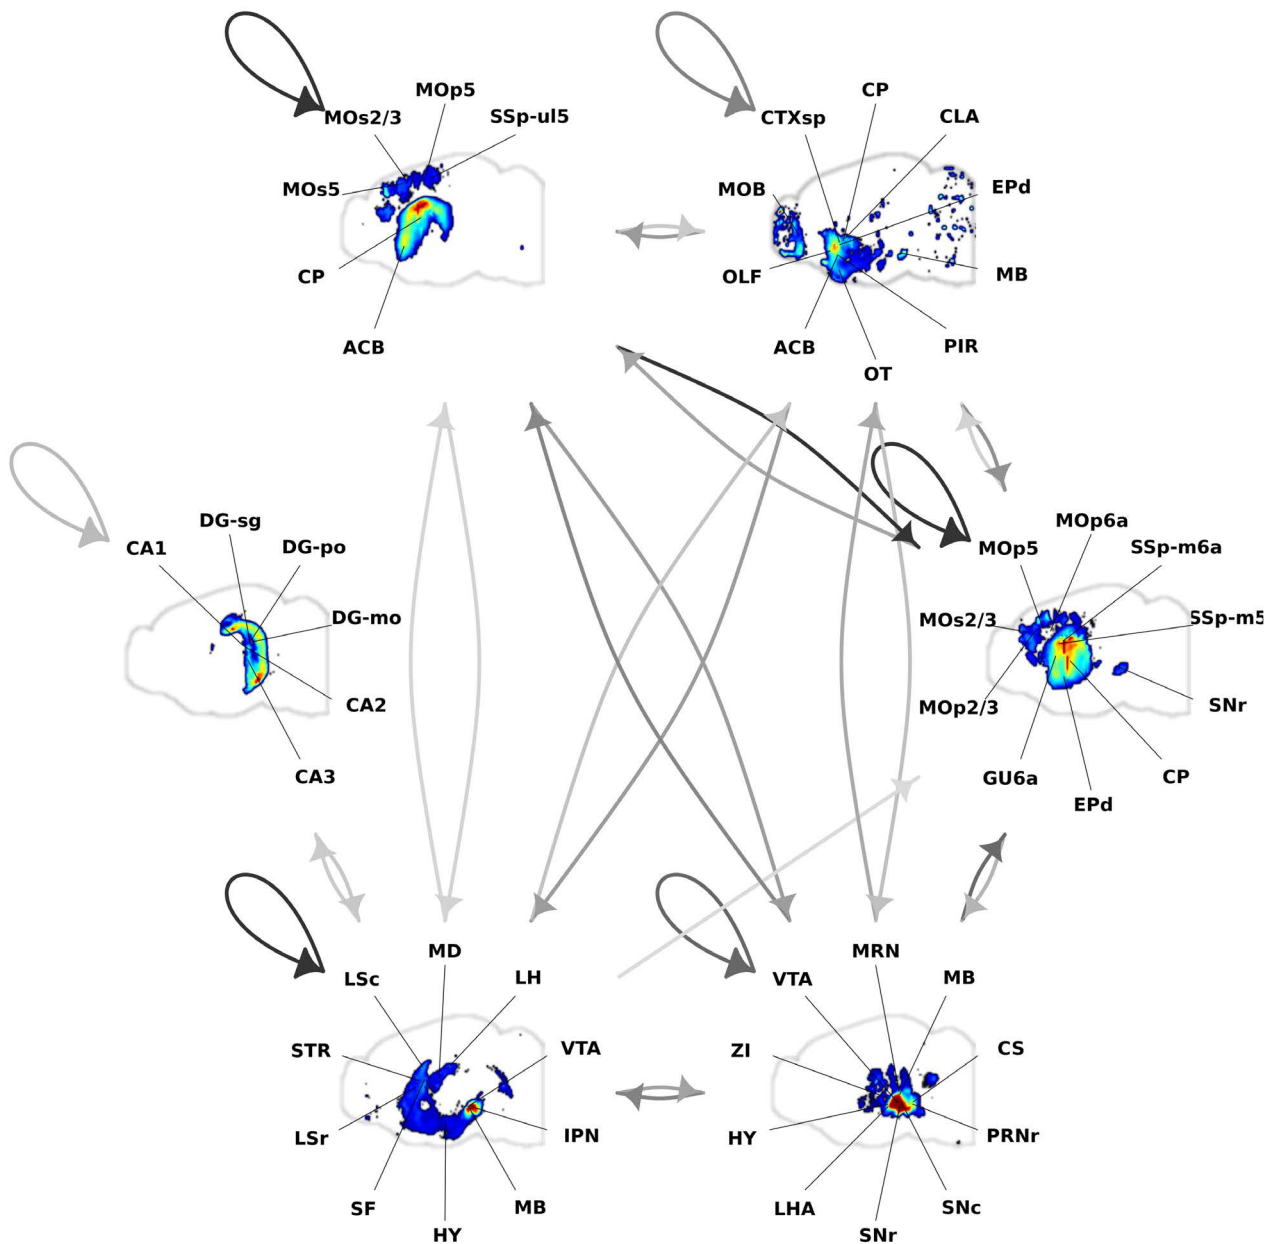 MOp5
MOs2/3
SSp-ul5
MOs5
CP
ACB
CP
CTXsp
CLA
MOB
EPd
OLF
MB
ACB
PIR
OT
DG-sg
CA1
DG-po
DG-mo
CA2
CA3
MOp6a
MOp5
SSp-m6a
MOs2/3
SSp-m5
MOp2/3
SNr
GU6a
CP
EPd
MD
LSc
LH
STR
VTA
LSr
IPN
SF
MB
HY
MRN
VTA
MB
ZI
CS
HY
PRNr
LHA
SNc
SNr